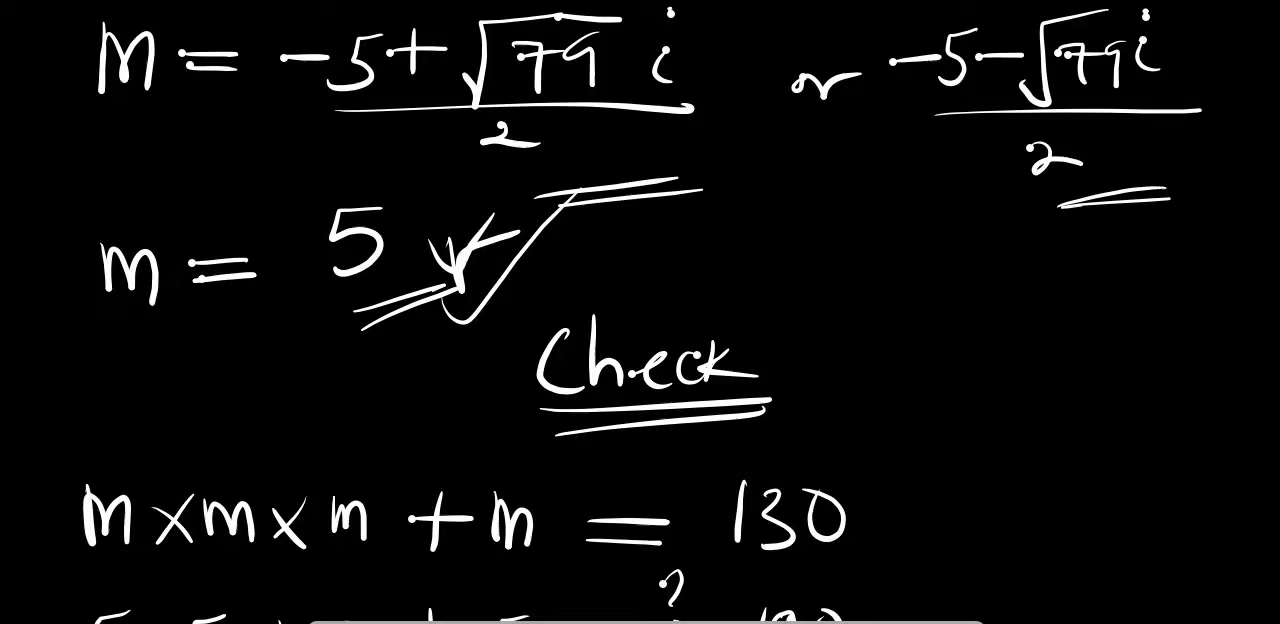 m = -5 + √79 i / 2 or -5 - √79 i / 2
m = 5
Check
m × m × m + m = 130
?